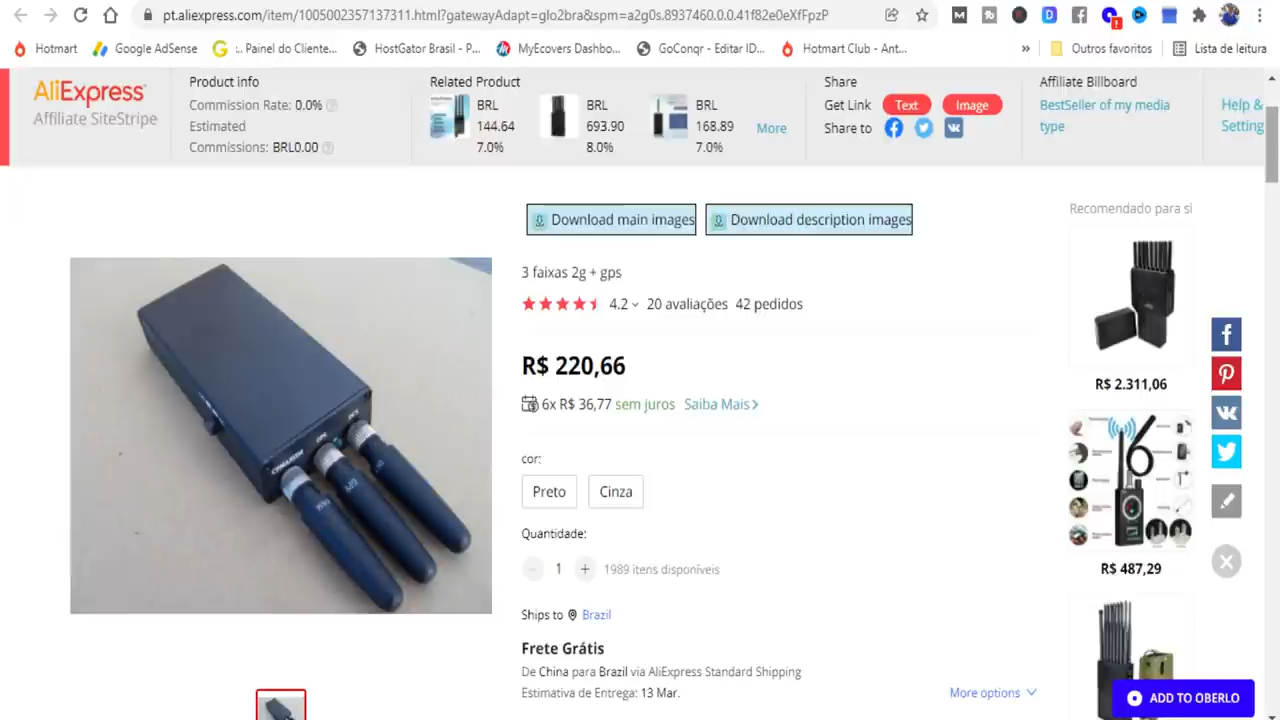 pt.aliexpress.com/item/1005002357137311.html?gatewayAdapt=glo2bra&spm=a2g0s.8937460.0.0.41f82e0eXfFpzP
Hotmart
Google AdSense
:. Painel do Cliente...
HostGator Brasil - P...
MyEcovers Dashbo...
GoConqr - Editar ID...
Hotmart Club - Ant...
»
Outros favoritos
Lista de leitura
AliExpress
Affiliate SiteStripe
Product info
Commission Rate: 0.0%
Estimated
Commissions: BRL0.00
Related Product
BRL
144.64
7.0%
BRL
693.90
8.0%
BRL
168.89
7.0%
More
Share
Get Link Text Image
Share to
Affiliate Billboard
BestSeller of my media
type
Help &
Setting
Download main images
Download description images
Recomendado para si
3 faixas 2g + gps
4.2 20 avaliações 42 pedidos
R$ 220,66
6x R$ 36,77 sem juros Saiba Mais
cor:
Preto
Cinza
Quantidade:
- 1 + 1989 itens disponíveis
Ships to Brazil
Frete Grátis
De China para Brazil via AliExpress Standard Shipping
Estimativa de Entrega: 13 Mar.
More options
R$ 2.311,06
R$ 487,29
ADD TO OBERLO